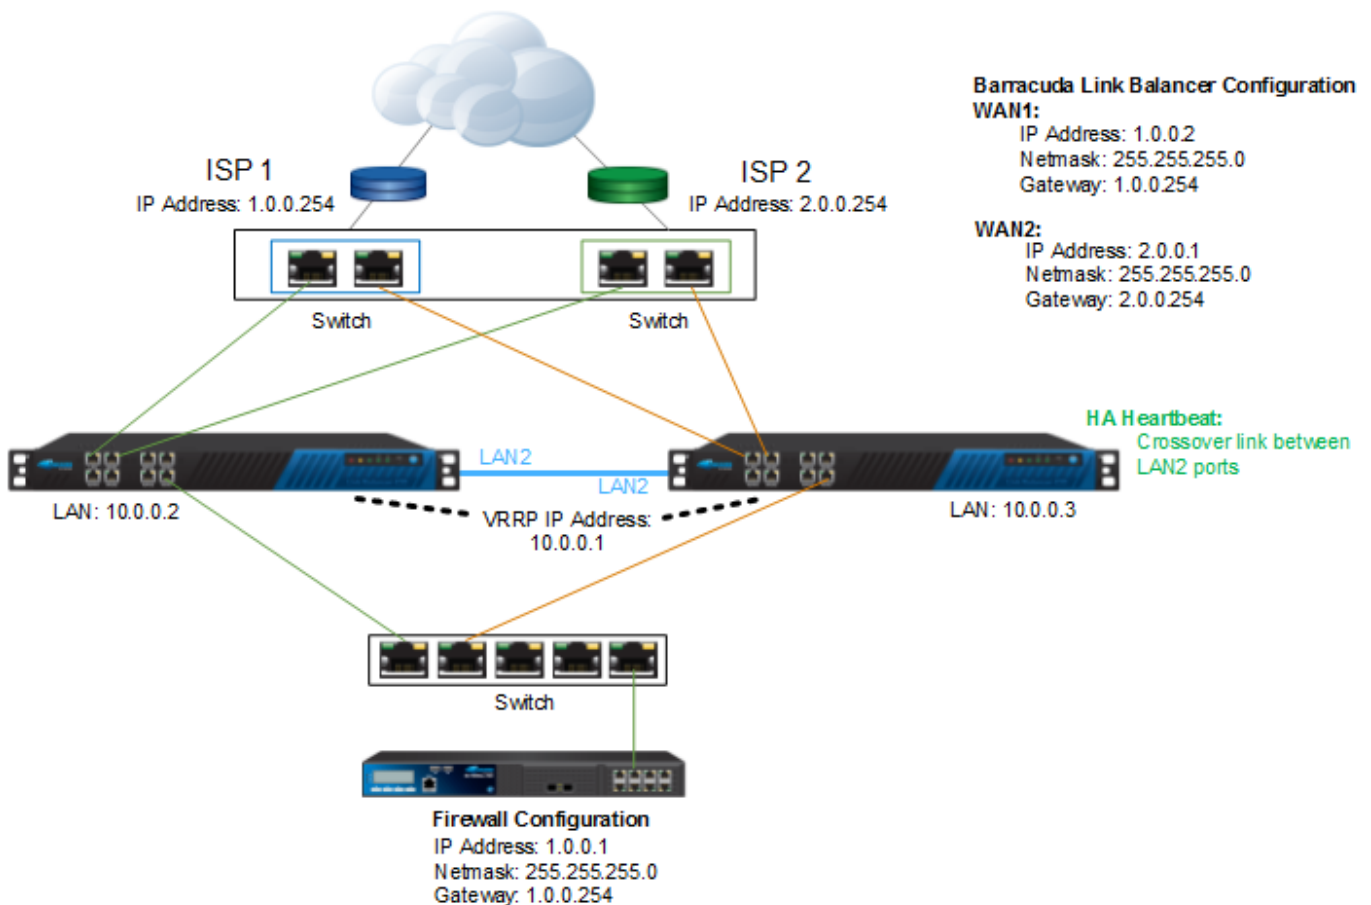 ISP 1
IP Address: 1.0.0.254
ISP 2
IP Address: 2.0.0.254
Barracuda Link Balancer Configuration
WAN1:
IP Address: 1.0.0.2
Netmask: 255.255.255.0
Gateway: 1.0.0.254
WAN2:
IP Address: 2.0.0.1
Netmask: 255.255.255.0
Gateway: 2.0.0.254
Switch
Switch
HA Heartbeat:
Crossover link between
LAN2 ports
LAN2
LAN2
LAN: 10.0.0.2
VRRP IP Address:
10.0.0.1
LAN: 10.0.0.3
Switch
Firewall Configuration
IP Address: 1.0.0.1
Netmask: 255.255.255.0
Gateway: 1.0.0.254